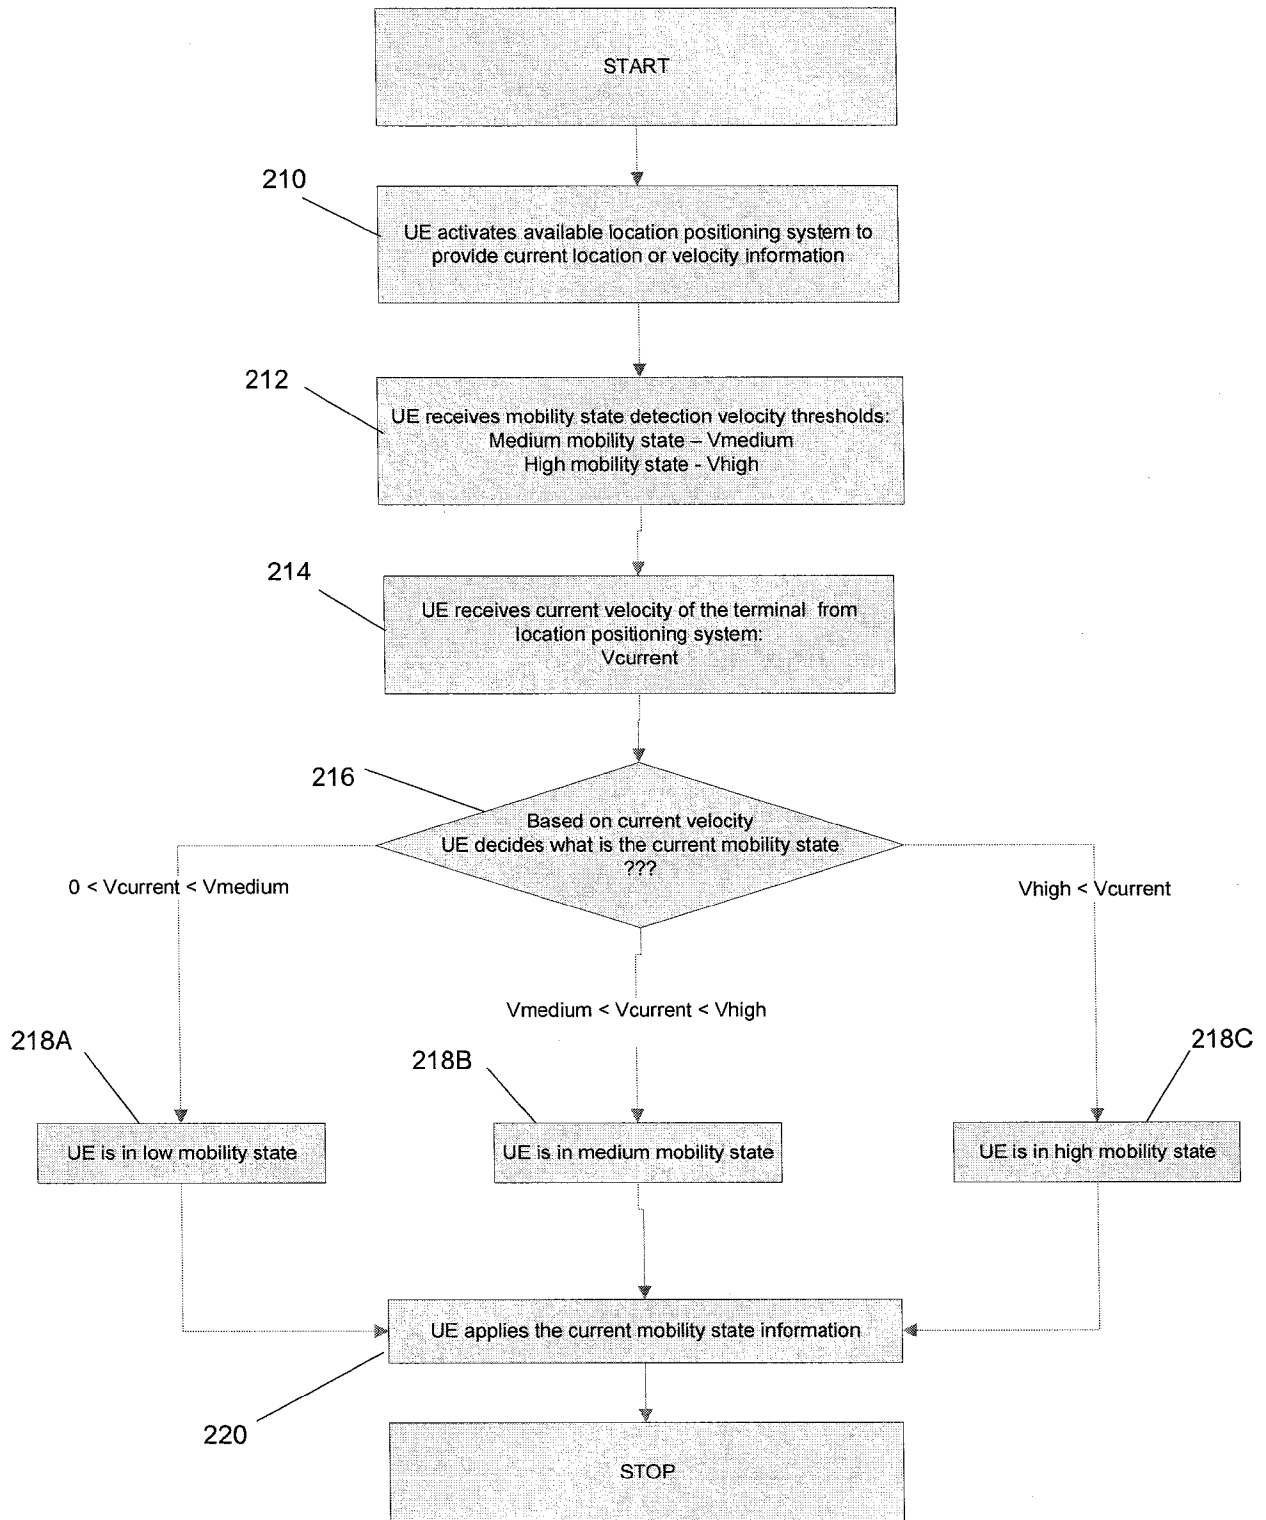 START
210
UE activates available location positioning system to
provide current location or velocity information
212
UE receives mobility state detection velocity thresholds:
Medium mobility state – Vmedium
High mobility state - Vhigh
214
UE receives current velocity of the terminal from
location positioning system:
Vcurrent
216
Based on current velocity
UE decides what is the current mobility state
???
0 < Vcurrent < Vmedium
Vhigh < Vcurrent
Vmedium < Vcurrent < Vhigh
218A
218B
218C
UE is in low mobility state
UE is in medium mobility state
UE is in high mobility state
UE applies the current mobility state information
220
STOP